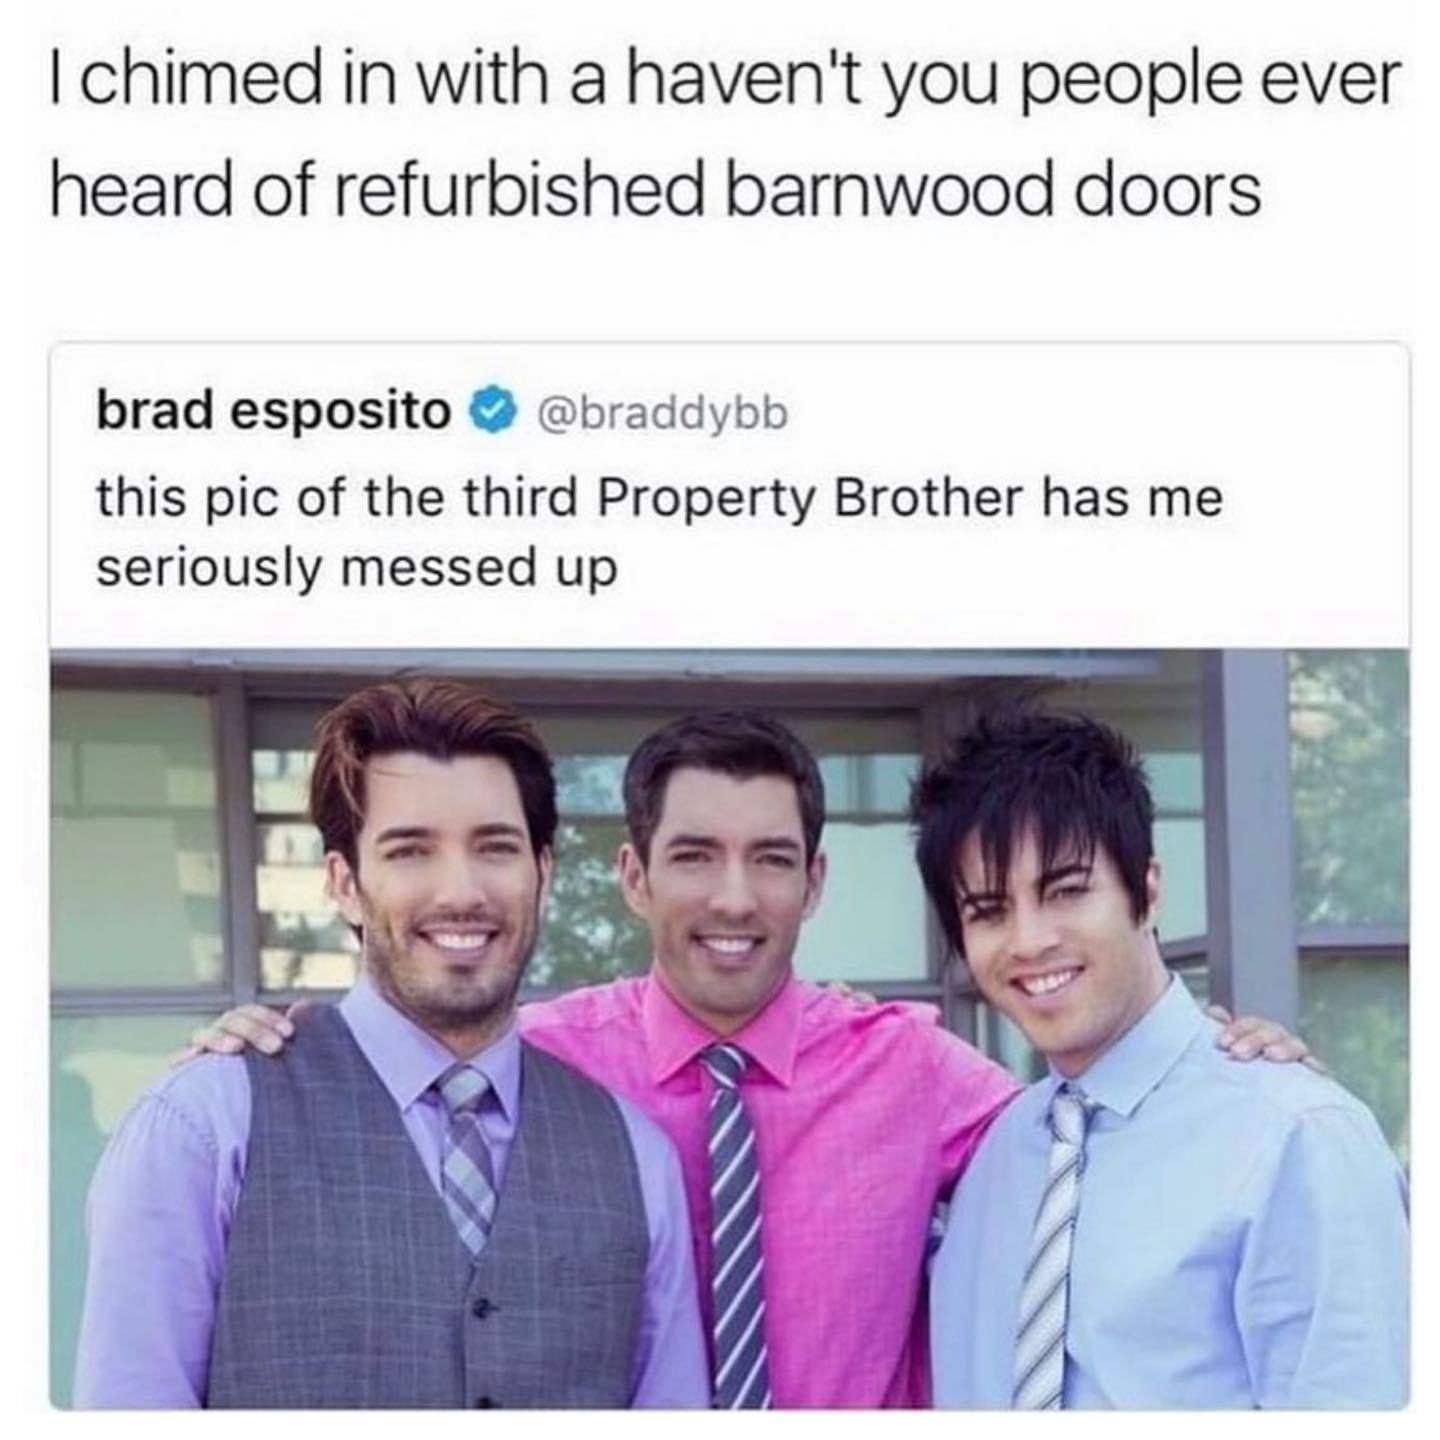 I chimed in with a haven't you people ever
heard of refurbished barnwood doors
brad esposito @braddybb
this pic of the third Property Brother has me
seriously messed up